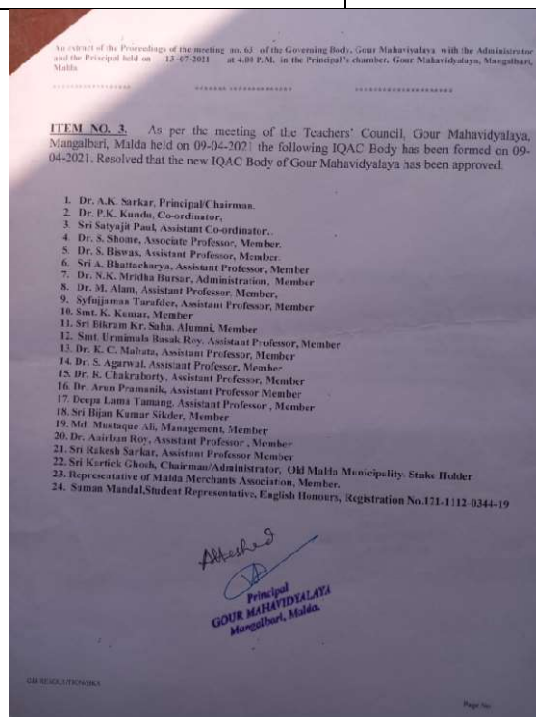 An extract of the Proceedings of the meeting no. 63 of the Governing Body, Gour Mahavivalaya with the Administrator
and the Principal held on 13-07-2021 at 4.00 P.M. in the Principal's chamber, Gour Mahavidyalaya, Mangalbari,
Malda
ITEM NO. 3. As per the meeting of the Teachers' Council, Gour Mahavidyalaya,
Mangalbari, Malda held on 09-04-2021 the following IQAC Body has been formed on 09-
04-2021. Resolved that the new IQAC Body of Gour Mahavidyalaya has been approved.
1. Dr. A.K. Sarkar, Principal/Chairman.
2. Dr. P.K. Kundu, Co-ordinator,
3. Sri Satyajit Paul, Assistant Co-ordinator..
4. Dr. S. Shome, Associate Professor, Member.
5. Dr. S. Biswas, Assistant Professor, Member.
6. Sri A. Bhattacharya, Assistant Professor, Member
7. Dr. N.K. Mridha Bursar, Administration, Member
8. Dr. M. Alam, Assistant Professor, Member,
9. Syfujjaman Tarafder, Assistant Professor, Member
10. Smt. K. Kumar, Member
11. Sri Bikram Kr. Saha. Alumni, Member
12. Smt. Urmimala Basak Roy, Assistant Professor, Member
13. Dr. K. C. Mahata, Assistant Professor, Member
14. Dr. S. Agarwal, Assistant Professor, Member
15. Dr. R. Chakraborty, Assistant Professor, Member
16. Dr. Arun Pramanik, Assistant Professor, Member
17. Deepa Lama Tamang, Assistant Professor , Member
18. Sri Bijan Kumar Sikder, Member
19. Md. Mustaque Ali, Management, Member
20. Dr. Anirban Roy, Assistant Professor , Member
21. Sri Rakesh Sarkar, Assistant Professor, Member
22. Sri Kartick Ghosh, Chairman/Administrator, Old Malda Municipality. Stake Holder
23. Representative of Malda Merchants Association, Member.
24. Saman Mandal,Student Representative, English Honours, Registration No.171-1112-0344-19
Attested
Principal
GOUR MAHAVIDYALAYA
Mangalbari, Malda.
Page No